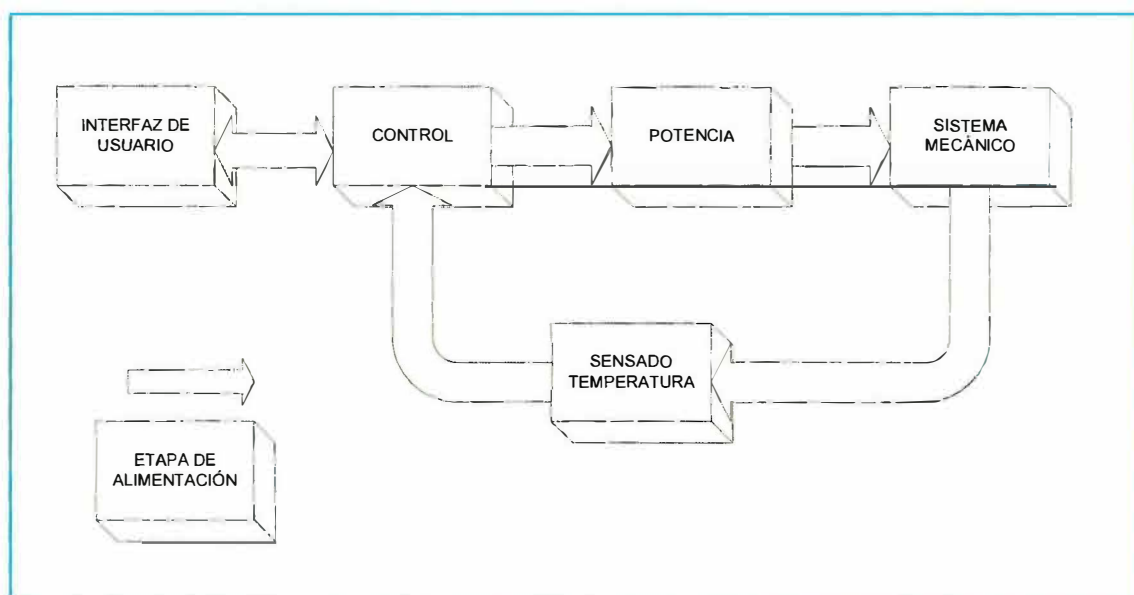 INTERFAZ DE
USUARIO
CONTROL
POTENCIA
SISTEMA
MECÁNICO
SENSADO
TEMPERATURA
ETAPA DE
ALIMENTACIÓN